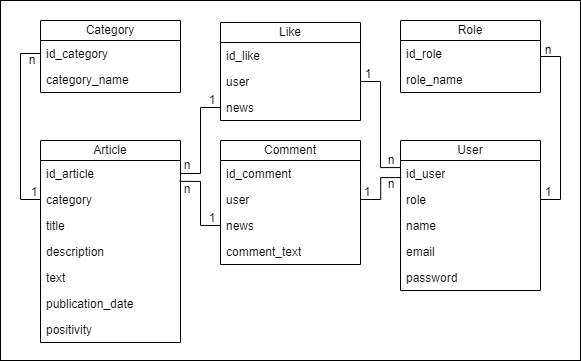 Category
id_category
category_name
n
Like
id_like
user
news
1
1
Role
id_role
role_name
n
Article
id_article
category
title
description
text
publication_date
positivity
n
n
1
Comment
id_comment
user
news
comment_text
1
1
User
id_user
role
name
email
password
n
n
1